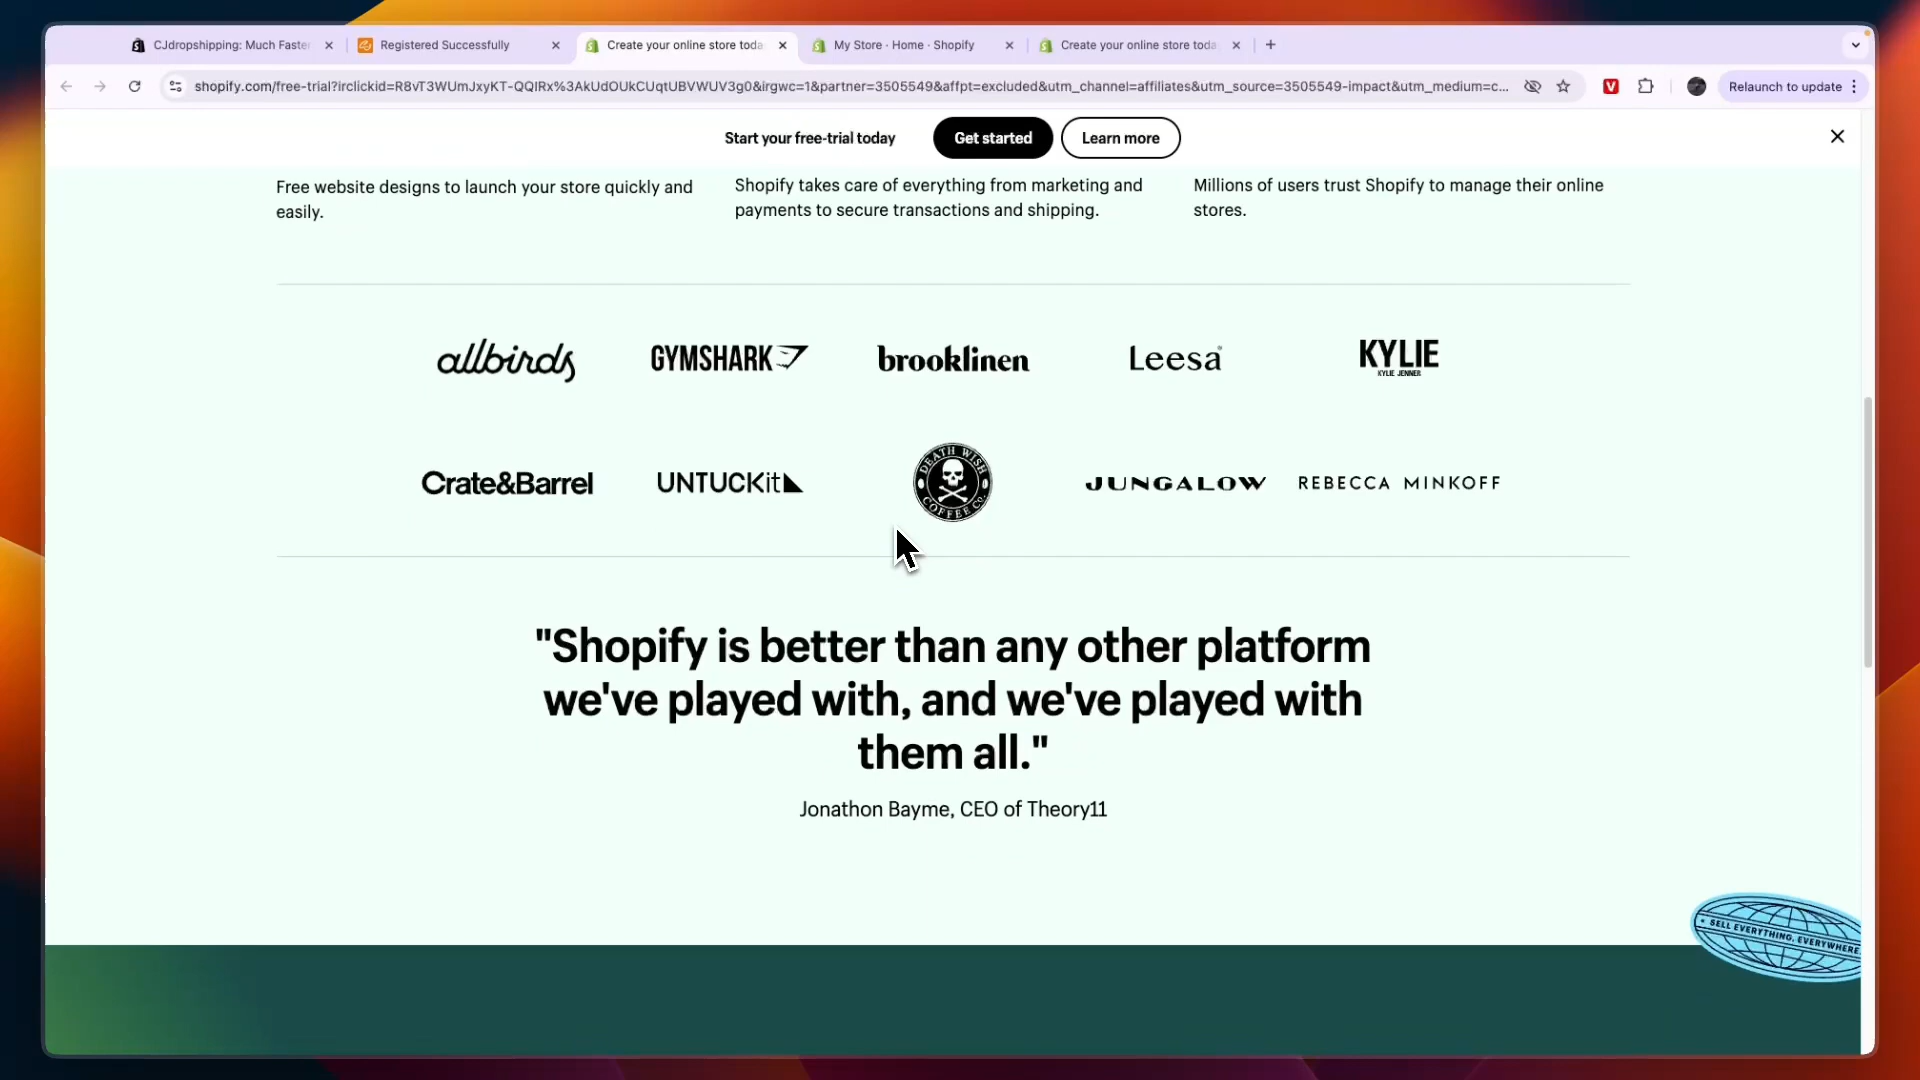 CJdropshipping: Much Faster
Registered Successfully
Create your online store toda
My Store · Home · Shopify
Create your online store toda
shopify.com/free-trial?irclickid=R8vT3WUmJxyKT-QQIRx%3AkUdOUkCUqtUBVWUV3g0&irgwc=1&partner=3505549&affpt=excluded&utm_channel=affiliates&utm_source=3505549-impact&utm_medium=c...
Relaunch to update
Start your free-trial today
Get started
Learn more
Free website designs to launch your store quickly and
easily.
Shopify takes care of everything from marketing and
payments to secure transactions and shipping.
Millions of users trust Shopify to manage their online
stores.
allbirds
GYMSHARK
brooklinen
Leesa
KYLIE
KYLIE JENNER
Crate&Barrel
UNTUCKit
DEATH WISH
COFFEE CO.
JUNGALOW
REBECCA MINKOFF
"Shopify is better than any other platform
we've played with, and we've played with
them all."
Jonathon Bayme, CEO of Theory11
SELL EVERYTHING, EVERYWHERE